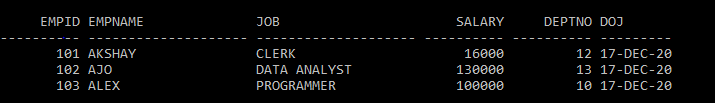 EMPID EMPNAME JOB SALARY DEPTNO DOJ
---------- -------------------- -------------------- ---------- ---------- ---------
101 AKSHAY CLERK 16000 12 17-DEC-20
102 AJO DATA ANALYST 130000 13 17-DEC-20
103 ALEX PROGRAMMER 100000 10 17-DEC-20